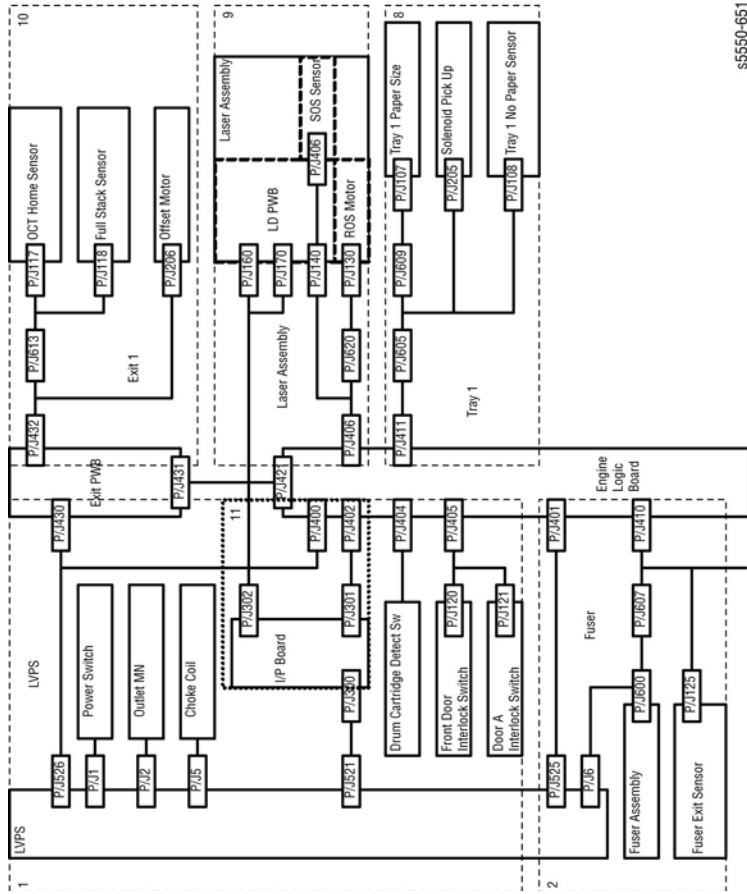 10
P/J117
OCT Home Sensor
P/J118
Full Stack Sensor
P/J206
Offset Motor
P/J613
Exit 1
P/J432
Exit PWB
P/J431
P/J430
9
Laser Assembly
SOS Sensor
P/J406
LD PWB
ROS Motor
P/J160
P/J170
P/J140
P/J130
P/J620
Laser Assembly
P/J406
P/J421
8
P/J107
Tray 1 Paper Size
P/J205
Solenoid Pick Up
P/J108
Tray 1 No Paper Sensor
P/J609
P/J605
P/J411
Tray 1
1
LVPS
LVPS
P/J526
P/J1
Power Switch
P/J2
Outlet MN
P/J5
Choke Coil
11
P/J302
P/J400
P/J402
P/J301
I/P Board
P/J300
P/J521
P/J404
Drum Cartridge Detect Sw
P/J405
P/J120
Front Door
Interlock Switch
P/J121
Door A
Interlock Switch
Engine
Logic
Board
2
P/J525
P/J6
P/J401
P/J410
P/J607
Fuser
P/J600
Fuser Assembly
P/J125
Fuser Exit Sensor
s5550-651